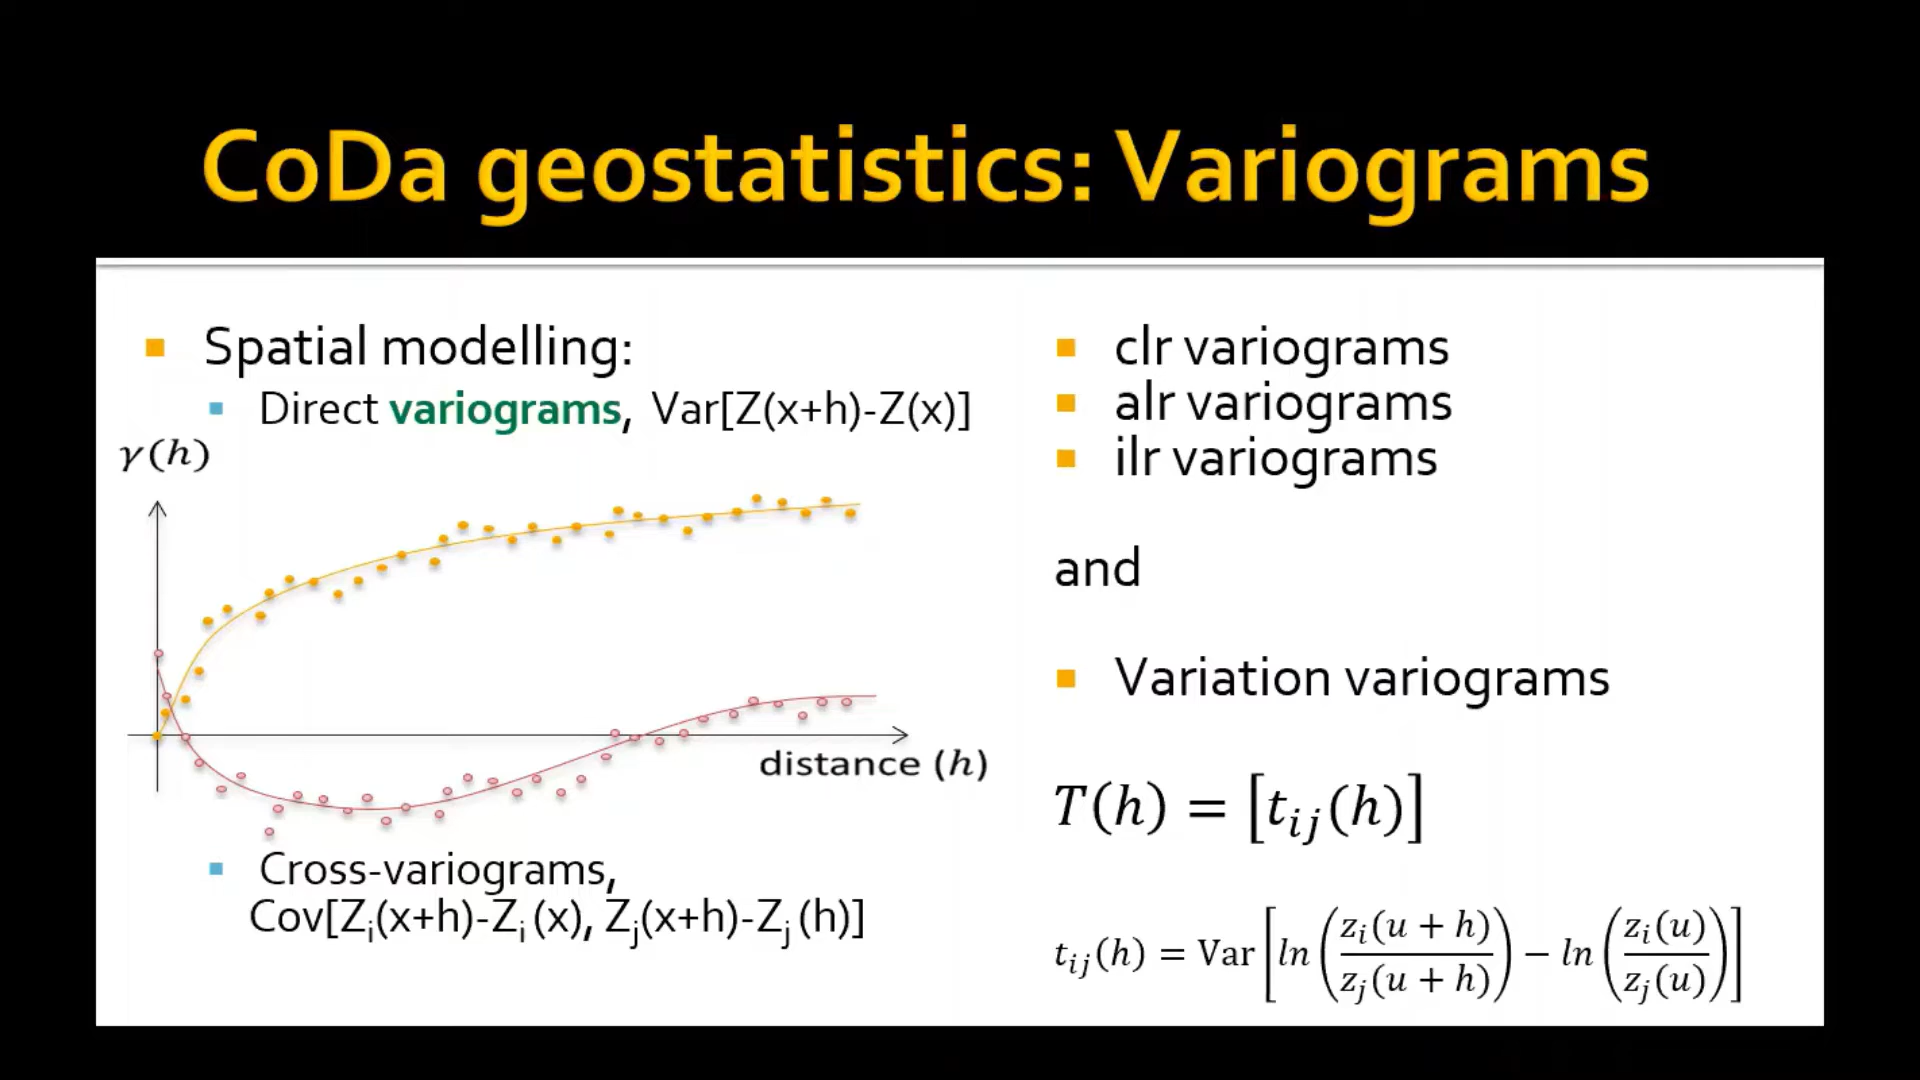 CoDa geostatistics: Variograms
Spatial modelling:
Direct variograms, Var[Z(x+h)-Z(x)]
γ(h)
distance (h)
Cross-variograms,
Cov[Zi(x+h)-Zi(x), Zj(x+h)-Zj(h)]
clr variograms
alr variograms
ilr variograms
and
Variation variograms
T(h) = [tij(h)]
tij(h) = Var[ln(zi(u + h)/zj(u + h)) − ln(zi(u)/zj(u))]